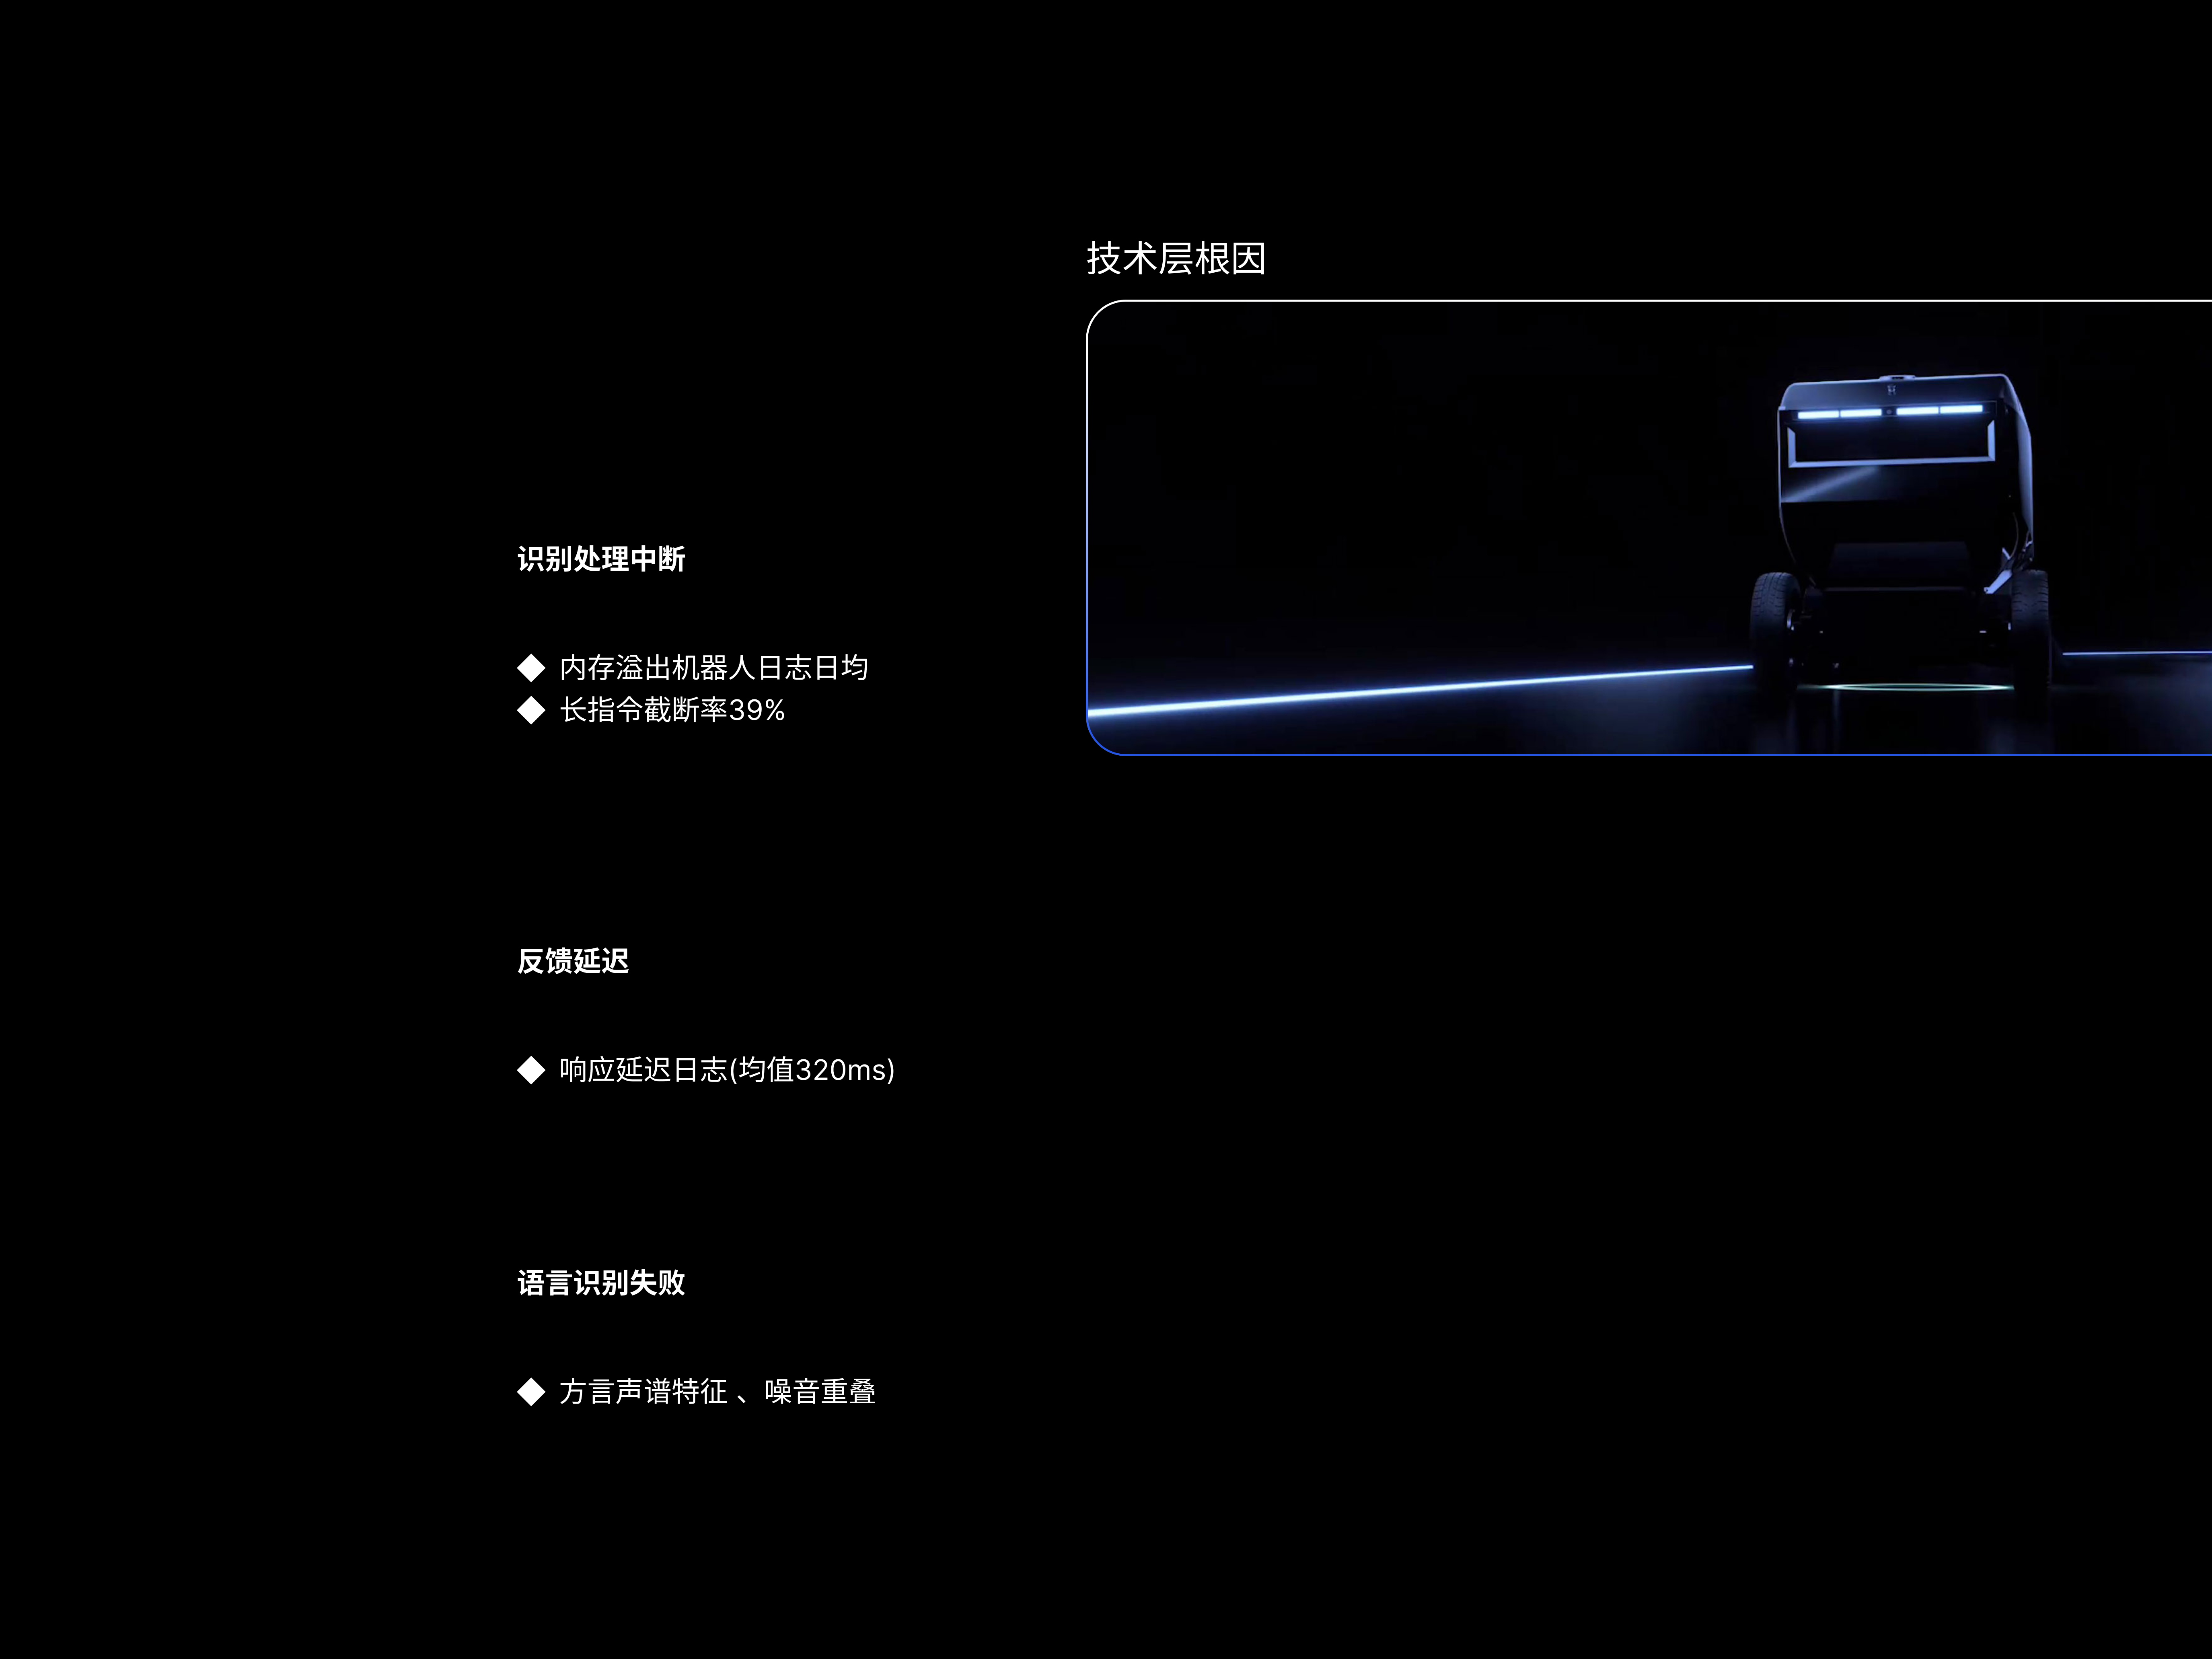 技术层根因
识别处理中断
◆ 内存溢出机器人日志日均
◆ 长指令截断率39%
反馈延迟
◆ 响应延迟日志(均值320ms)
语言识别失败
◆ 方言声谱特征 、噪音重叠